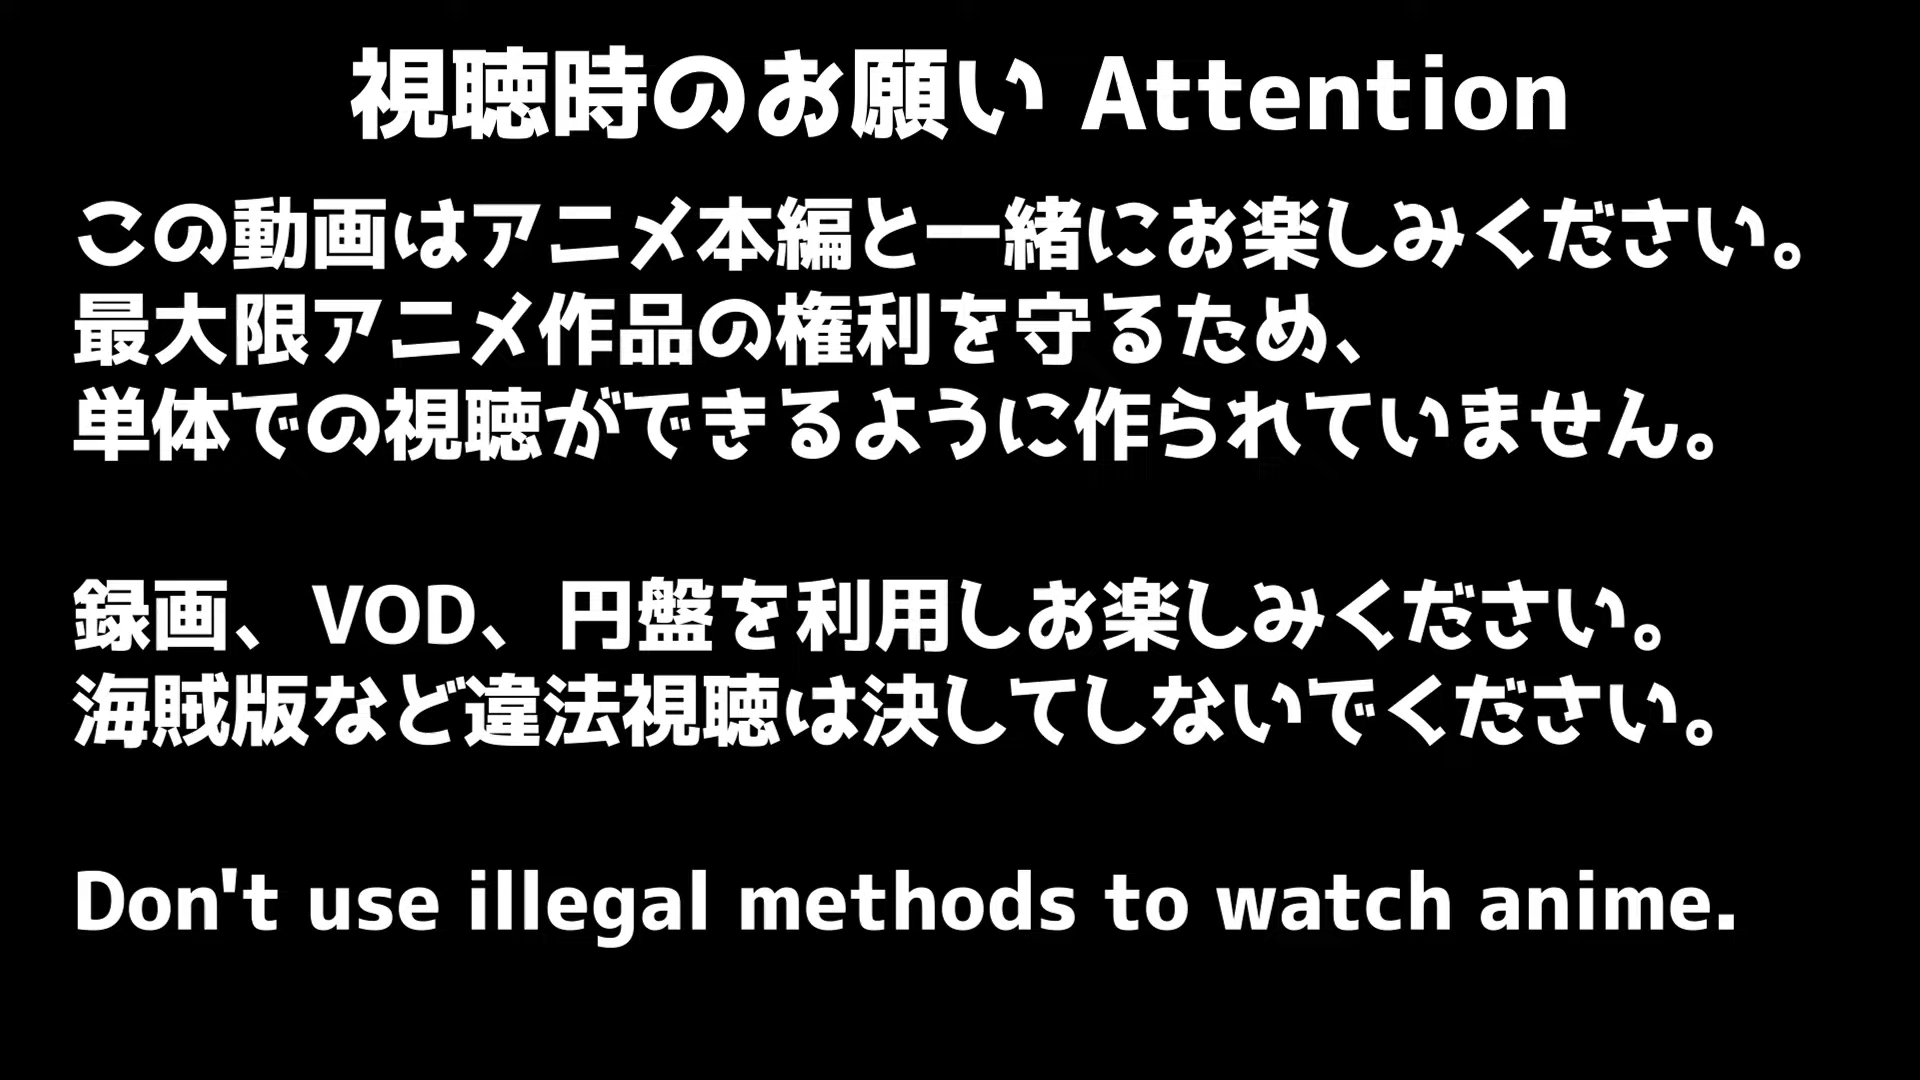 視聴時のお願い Attention
この動画はアニメ本編と一緒にお楽しみください。
最大限アニメ作品の権利を守るため、
単体での視聴ができるように作られていません。
録画、VOD、円盤を利用しお楽しみください。
海賊版など違法視聴は決してしないでください。
Don't use illegal methods to watch anime.